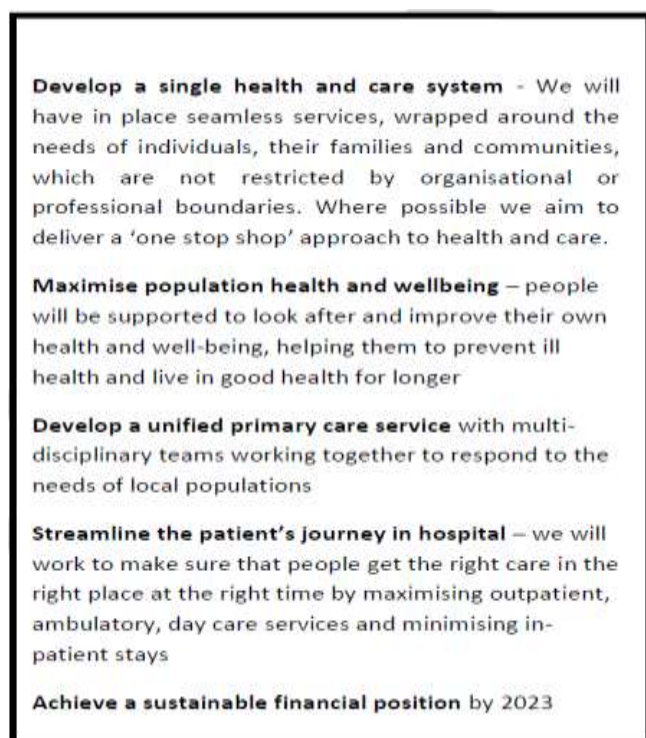 Develop a single health and care system - We will
have in place seamless services, wrapped around the
needs of individuals, their families and communities,
which are not restricted by organisational or
professional boundaries. Where possible we aim to
deliver a ‘one stop shop’ approach to health and care.
Maximise population health and wellbeing – people
will be supported to look after and improve their own
health and well-being, helping them to prevent ill
health and live in good health for longer
Develop a unified primary care service with multi-
disciplinary teams working together to respond to the
needs of local populations
Streamline the patient’s journey in hospital – we will
work to make sure that people get the right care in the
right place at the right time by maximising outpatient,
ambulatory, day care services and minimising in-
patient stays
Achieve a sustainable financial position by 2023